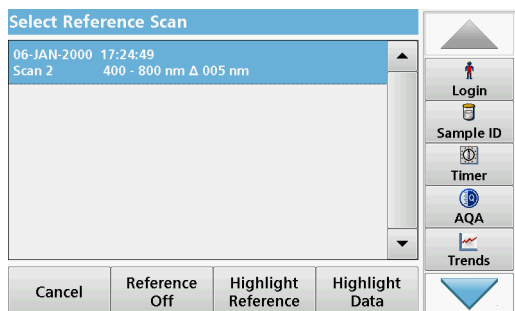 Select Reference Scan
06-JAN-2000 17:24:49
Scan 2 400 - 800 nm Δ 005 nm
Login
Sample ID
Timer
AQA
Trends
Cancel
Reference
Off
Highlight
Reference
Highlight
Data